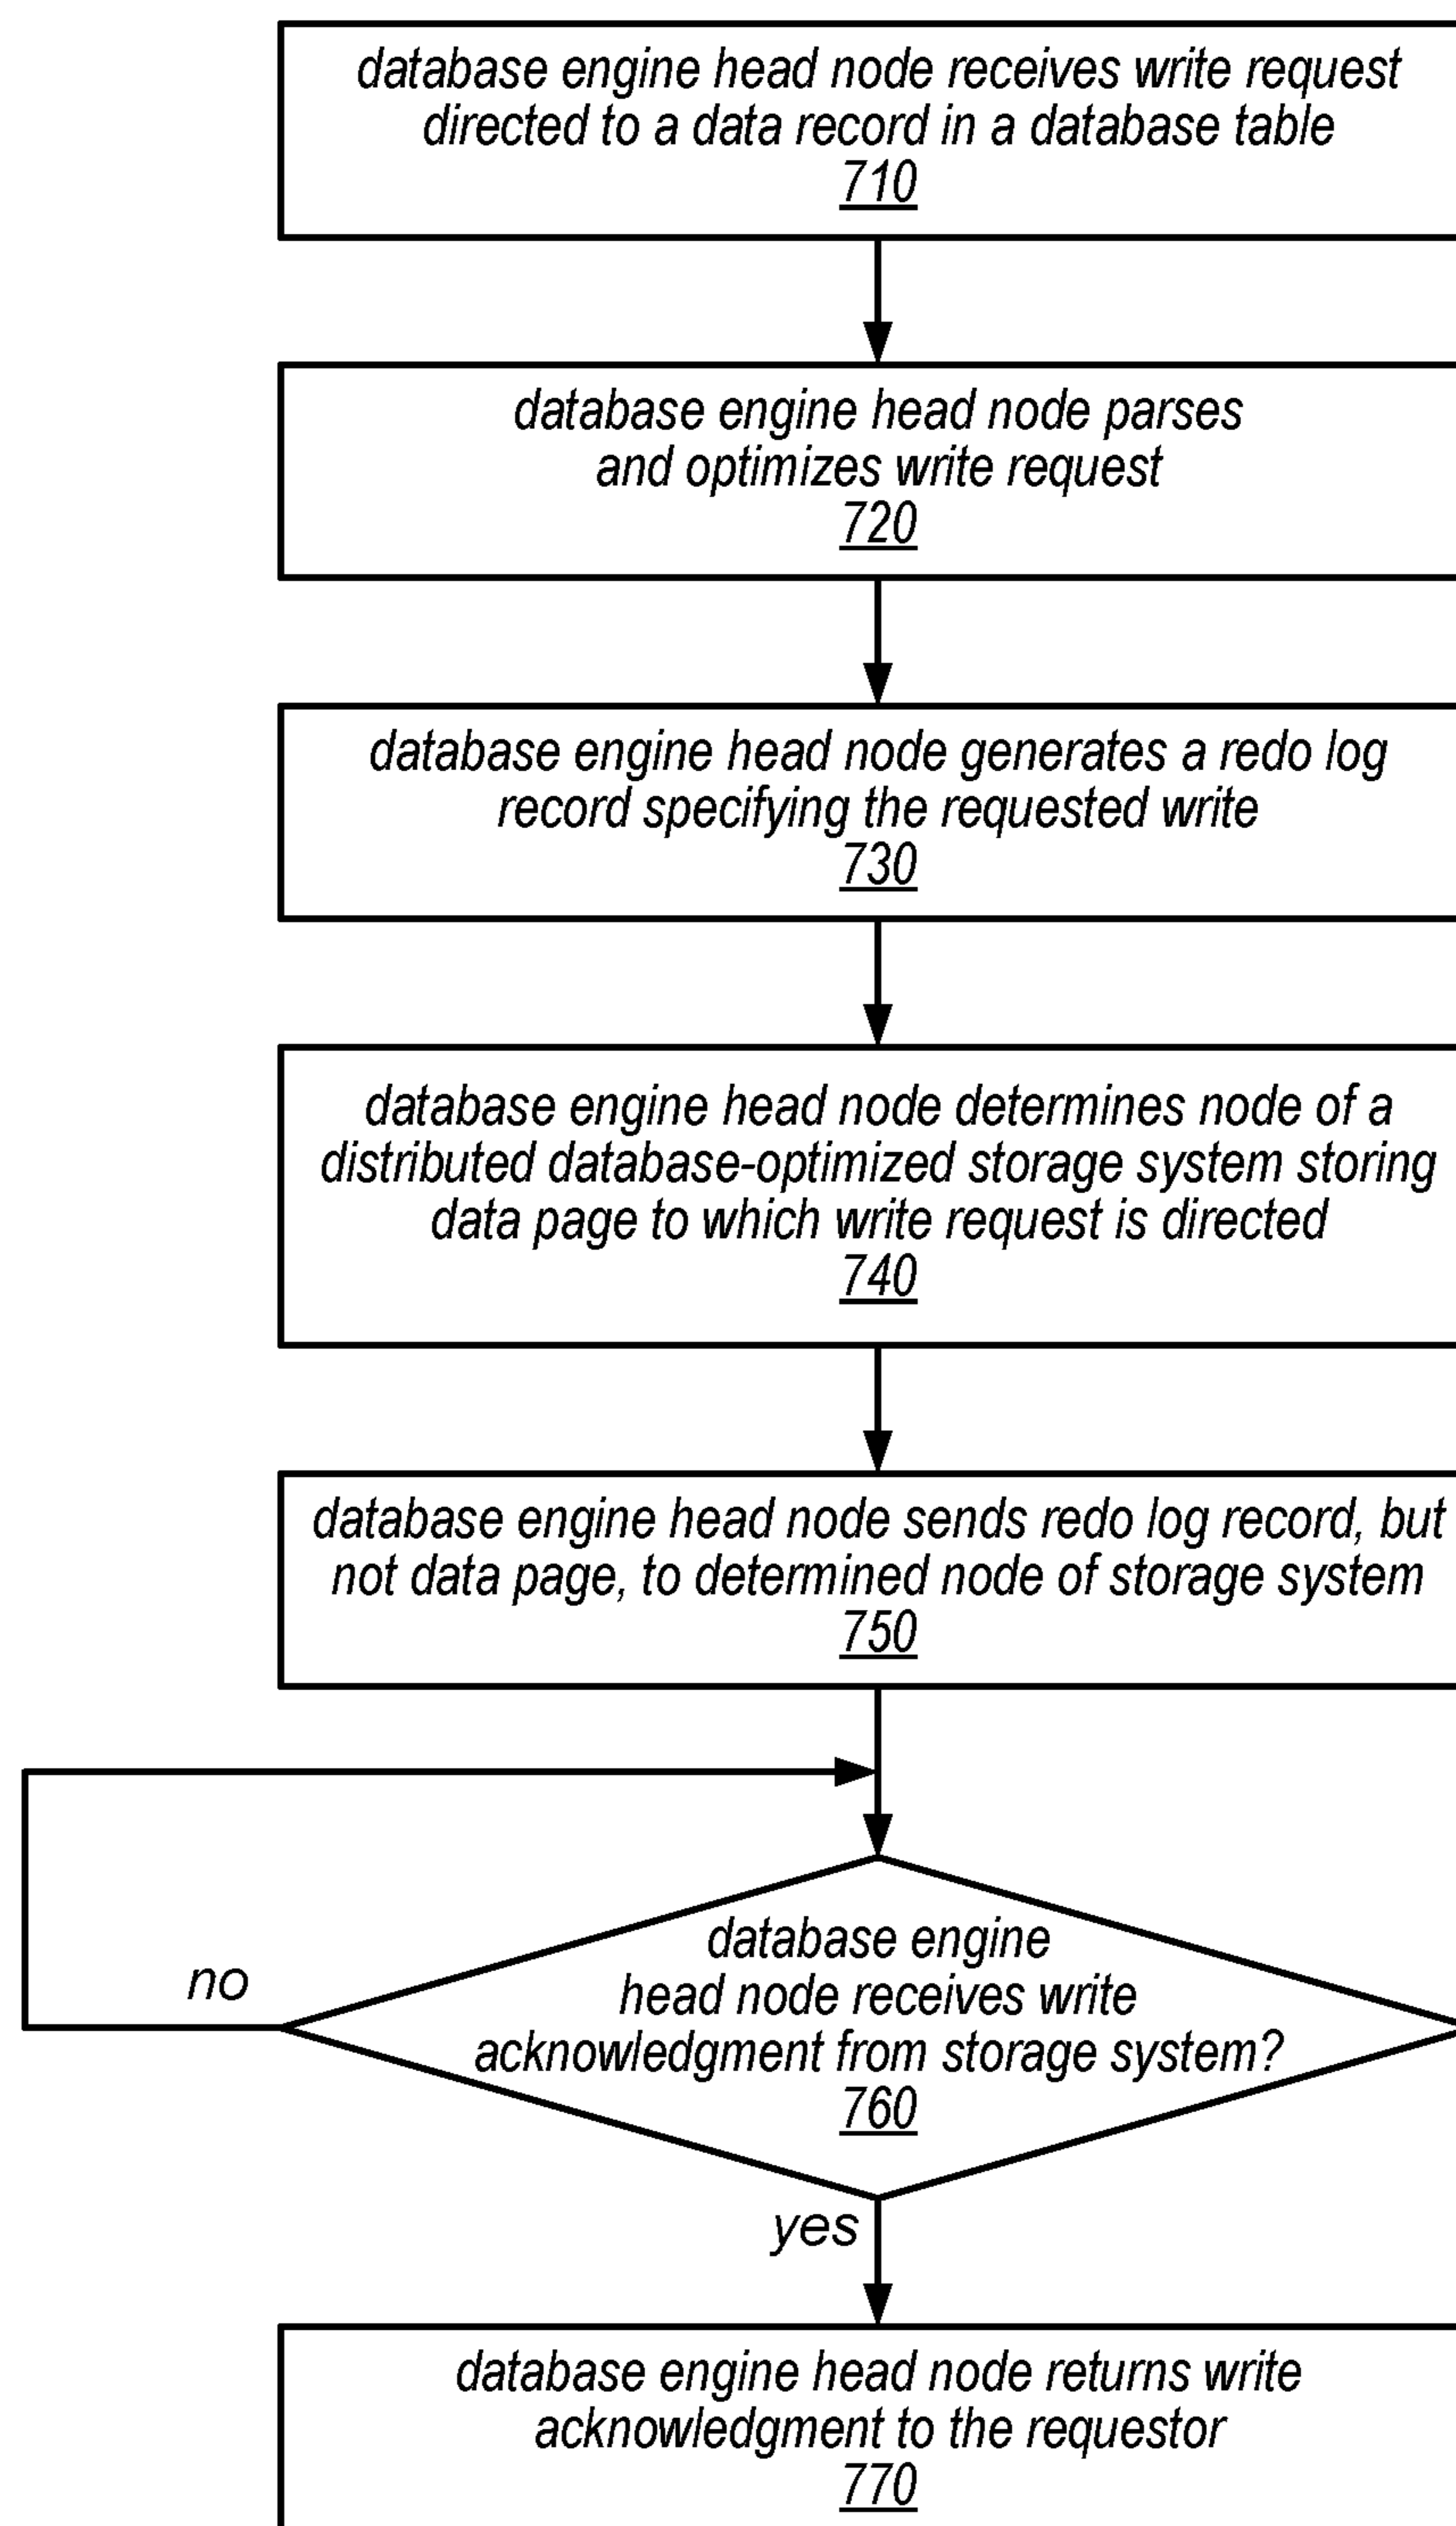 database engine head node receives write request
directed to a data record in a database table
710
database engine head node parses
and optimizes write request
720
database engine head node generates a redo log
record specifying the requested write
730
database engine head node determines node of a
distributed database-optimized storage system storing
data page to which write request is directed
740
database engine head node sends redo log record, but
not data page, to determined node of storage system
750
database engine
head node receives write
acknowledgment from storage system?
760
no
yes
database engine head node returns write
acknowledgment to the requestor
770